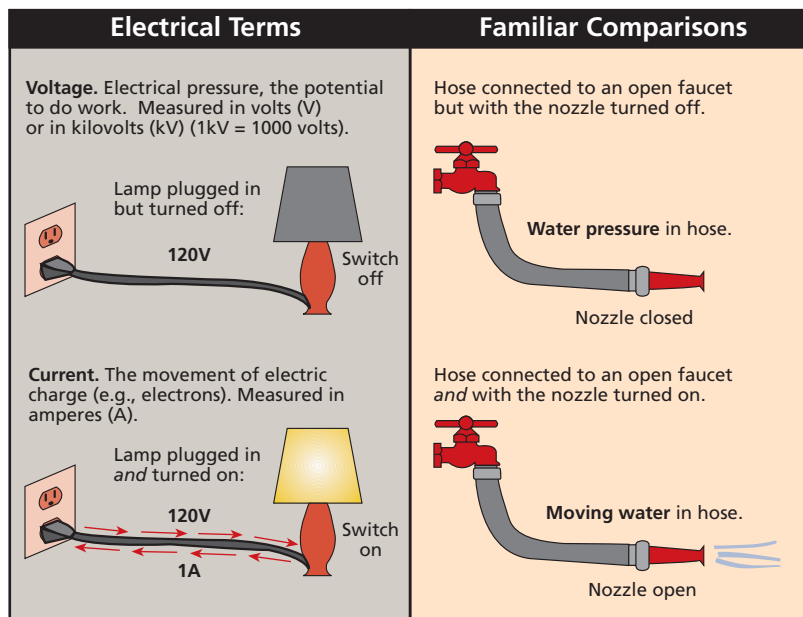 Electrical Terms
Familiar Comparisons
Voltage. Electrical pressure, the potential
to do work. Measured in volts (V)
or in kilovolts (kV) (1kV = 1000 volts).
Lamp plugged in
but turned off:
120V
Switch
off
Hose connected to an open faucet
but with the nozzle turned off.
Water pressure in hose.
Nozzle closed
Current. The movement of electric
charge (e.g., electrons). Measured in
amperes (A).
Lamp plugged in
and turned on:
120V
Switch
on
1A
Hose connected to an open faucet
and with the nozzle turned on.
Moving water in hose.
Nozzle open